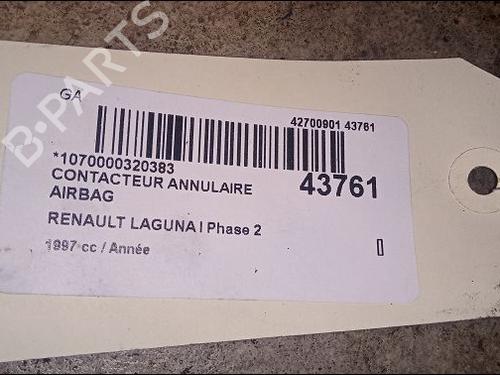 GA
42700901 43761
*1070000320383
43761
CONTACTEUR ANNULAIRE
AIRBAG
RENAULT LAGUNA I Phase 2
1997 cc / Année
B-PARTS